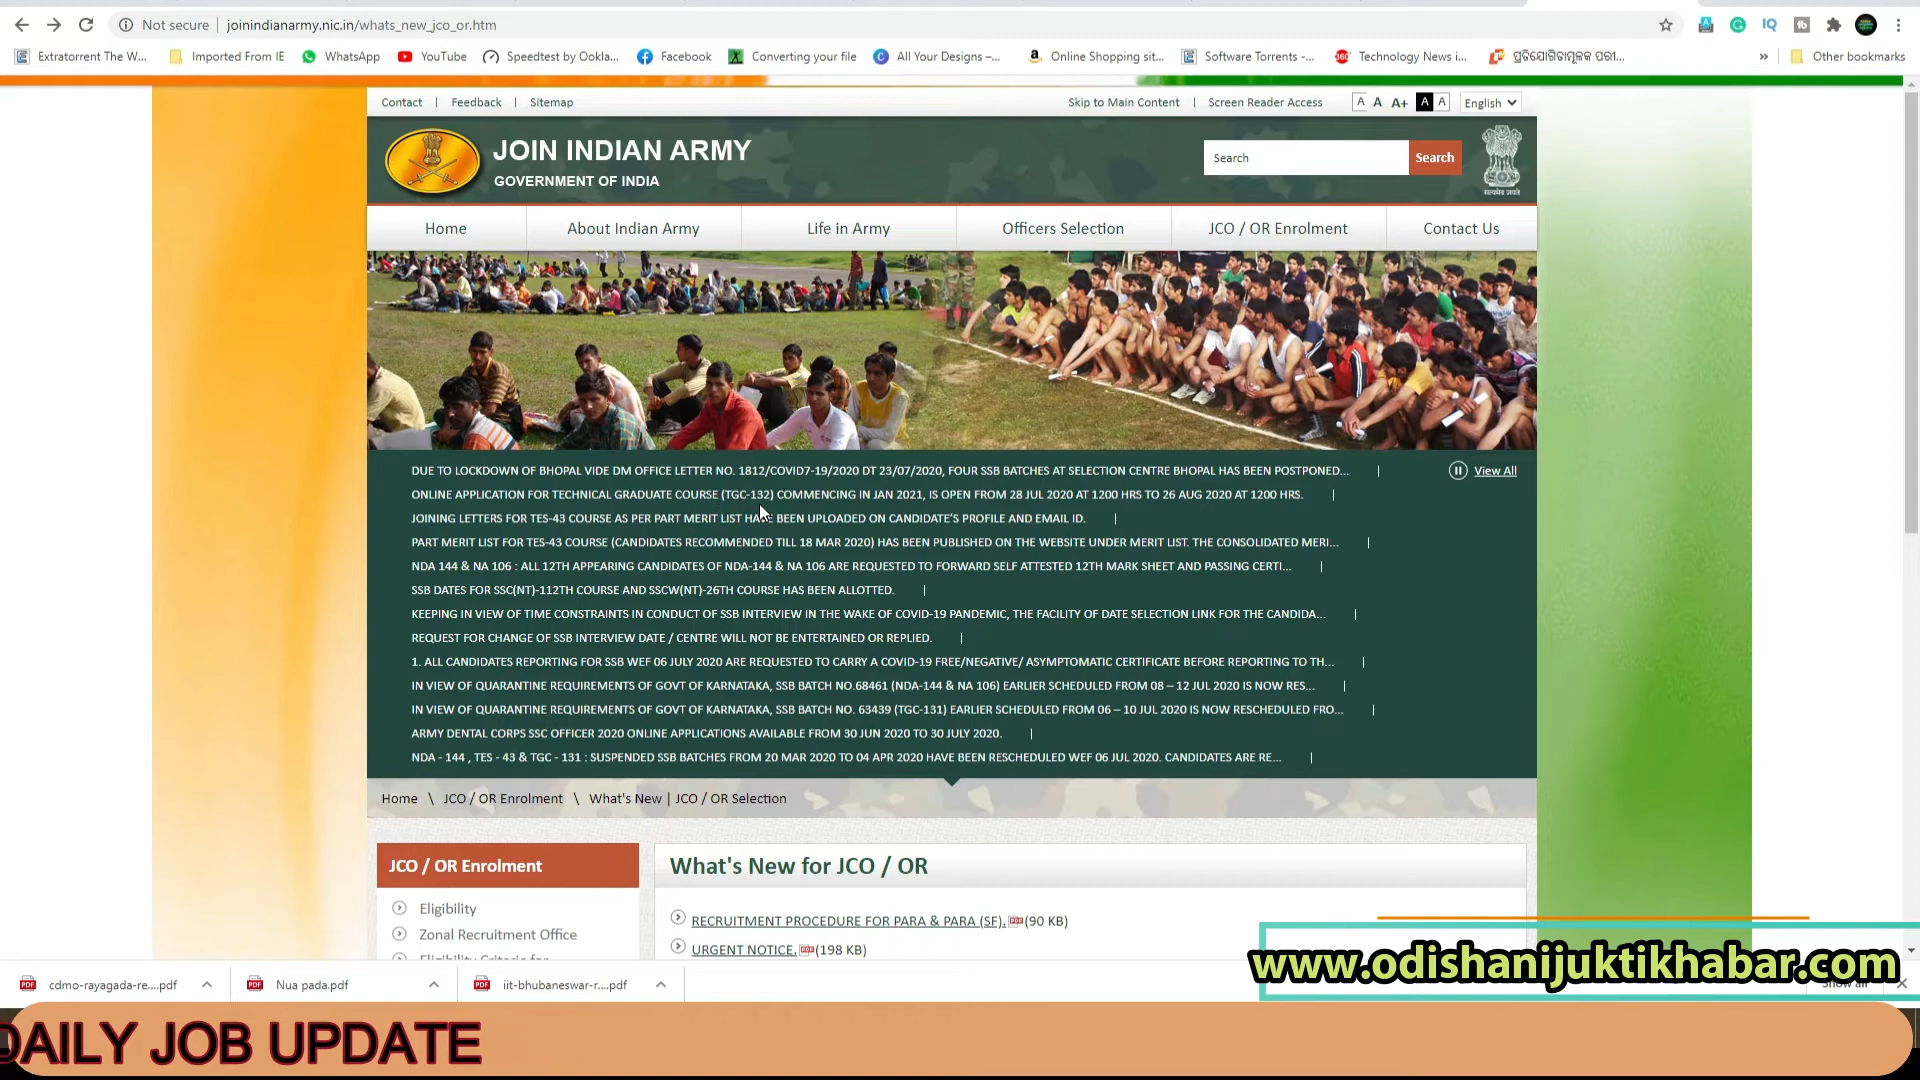 Not secure | joinindianarmy.nic.in/whats_new_jco_or.htm
Extratorrent The W... Imported From IE WhatsApp YouTube Speedtest by Ookla... Facebook Converting your file All Your Designs –... Online Shopping sit... Software Torrents -... Technology News i... ପ୍ରତିଯୋଗିତାମୂଳକ ପରୀ... » Other bookmarks
Contact | Feedback | Sitemap Skip to Main Content | Screen Reader Access A A A+ A A English
JOIN INDIAN ARMY
GOVERNMENT OF INDIA
Search Search
सत्यमेव जयते
Home About Indian Army Life in Army Officers Selection JCO / OR Enrolment Contact Us
DUE TO LOCKDOWN OF BHOPAL VIDE DM OFFICE LETTER NO. 1812/COVID7-19/2020 DT 23/07/2020, FOUR SSB BATCHES AT SELECTION CENTRE BHOPAL HAS BEEN POSTPONED... | View All
ONLINE APPLICATION FOR TECHNICAL GRADUATE COURSE (TGC-132) COMMENCING IN JAN 2021, IS OPEN FROM 28 JUL 2020 AT 1200 HRS TO 26 AUG 2020 AT 1200 HRS. |
JOINING LETTERS FOR TES-43 COURSE AS PER PART MERIT LIST HAVE BEEN UPLOADED ON CANDIDATE'S PROFILE AND EMAIL ID. |
PART MERIT LIST FOR TES-43 COURSE (CANDIDATES RECOMMENDED TILL 18 MAR 2020) HAS BEEN PUBLISHED ON THE WEBSITE UNDER MERIT LIST. THE CONSOLIDATED MERI... |
NDA 144 & NA 106 : ALL 12TH APPEARING CANDIDATES OF NDA-144 & NA 106 ARE REQUESTED TO FORWARD SELF ATTESTED 12TH MARK SHEET AND PASSING CERTI... |
SSB DATES FOR SSC(NT)-112TH COURSE AND SSCW(NT)-26TH COURSE HAS BEEN ALLOTTED. |
KEEPING IN VIEW OF TIME CONSTRAINTS IN CONDUCT OF SSB INTERVIEW IN THE WAKE OF COVID-19 PANDEMIC, THE FACILITY OF DATE SELECTION LINK FOR THE CANDIDA... |
REQUEST FOR CHANGE OF SSB INTERVIEW DATE / CENTRE WILL NOT BE ENTERTAINED OR REPLIED. |
1. ALL CANDIDATES REPORTING FOR SSB WEF 06 JULY 2020 ARE REQUESTED TO CARRY A COVID-19 FREE/NEGATIVE/ ASYMPTOMATIC CERTIFICATE BEFORE REPORTING TO TH... |
IN VIEW OF QUARANTINE REQUIREMENTS OF GOVT OF KARNATAKA, SSB BATCH NO.68461 (NDA-144 & NA 106) EARLIER SCHEDULED FROM 08 – 12 JUL 2020 IS NOW RES... |
IN VIEW OF QUARANTINE REQUIREMENTS OF GOVT OF KARNATAKA, SSB BATCH NO. 63439 (TGC-131) EARLIER SCHEDULED FROM 06 – 10 JUL 2020 IS NOW RESCHEDULED FRO... |
ARMY DENTAL CORPS SSC OFFICER 2020 ONLINE APPLICATIONS AVAILABLE FROM 30 JUN 2020 TO 30 JULY 2020. |
NDA - 144 , TES - 43 & TGC - 131 : SUSPENDED SSB BATCHES FROM 20 MAR 2020 TO 04 APR 2020 HAVE BEEN RESCHEDULED WEF 06 JUL 2020. CANDIDATES ARE RE... |
Home \ JCO / OR Enrolment \ What's New | JCO / OR Selection
JCO / OR Enrolment
Eligibility
Zonal Recruitment Office
Eligibility Criteria for
What's New for JCO / OR
RECRUITMENT PROCEDURE FOR PARA & PARA (SF). (90 KB)
URGENT NOTICE. (198 KB)
www.odishanijuktikhabar.com
cdmo-rayagada-re....pdf Nua pada.pdf iit-bhubaneswar-r....pdf Show all
DAILY JOB UPDATE